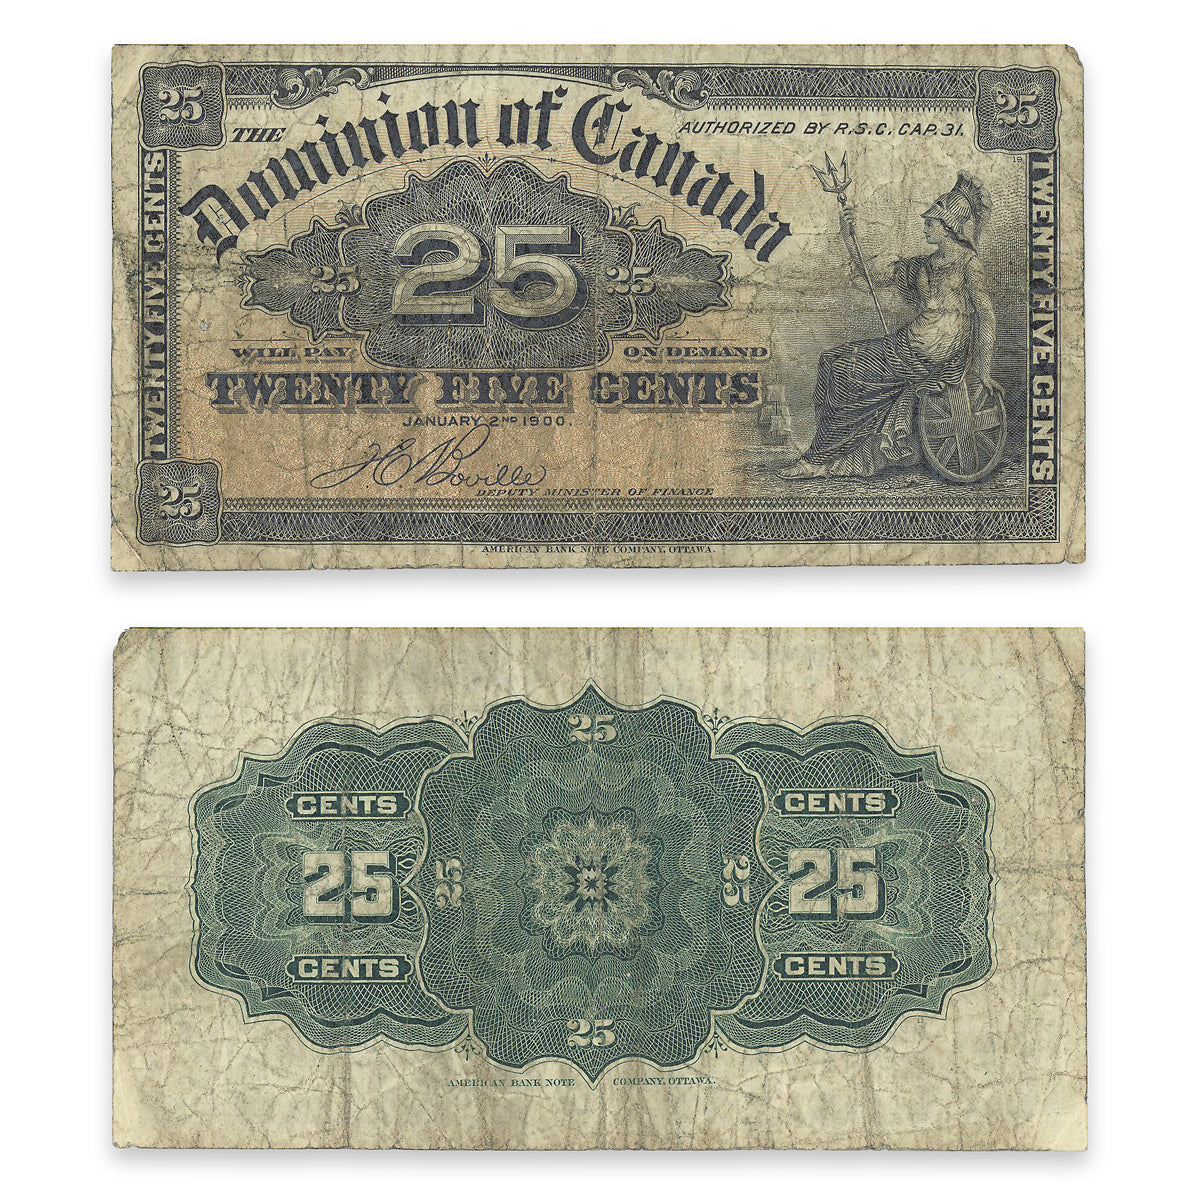 25
25
THE
Dominion of Canada
AUTHORIZED BY R.S.C. CAP. 31.
19
TWENTY FIVE CENTS
TWENTY FIVE CENTS
25
25
25
WILL PAY
ON DEMAND
TWENTY FIVE CENTS
JANUARY 2ND 1900.
H C Boville
DEPUTY MINISTER OF FINANCE
25
AMERICAN BANK NOTE COMPANY, OTTAWA.
25
CENTS
CENTS
25
25
25
25
CENTS
CENTS
25
AMERICAN BANK NOTE COMPANY, OTTAWA.